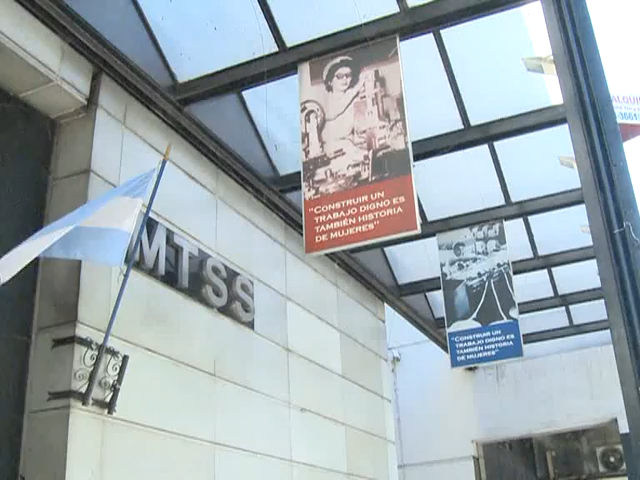 MTSS
"CONSTRUIR UN
TRABAJO DIGNO ES
TAMBIÉN HISTORIA
DE MUJERES"
"CONSTRUIR UN
TRABAJO DIGNO ES
TAMBIÉN HISTORIA
DE MUJERES"